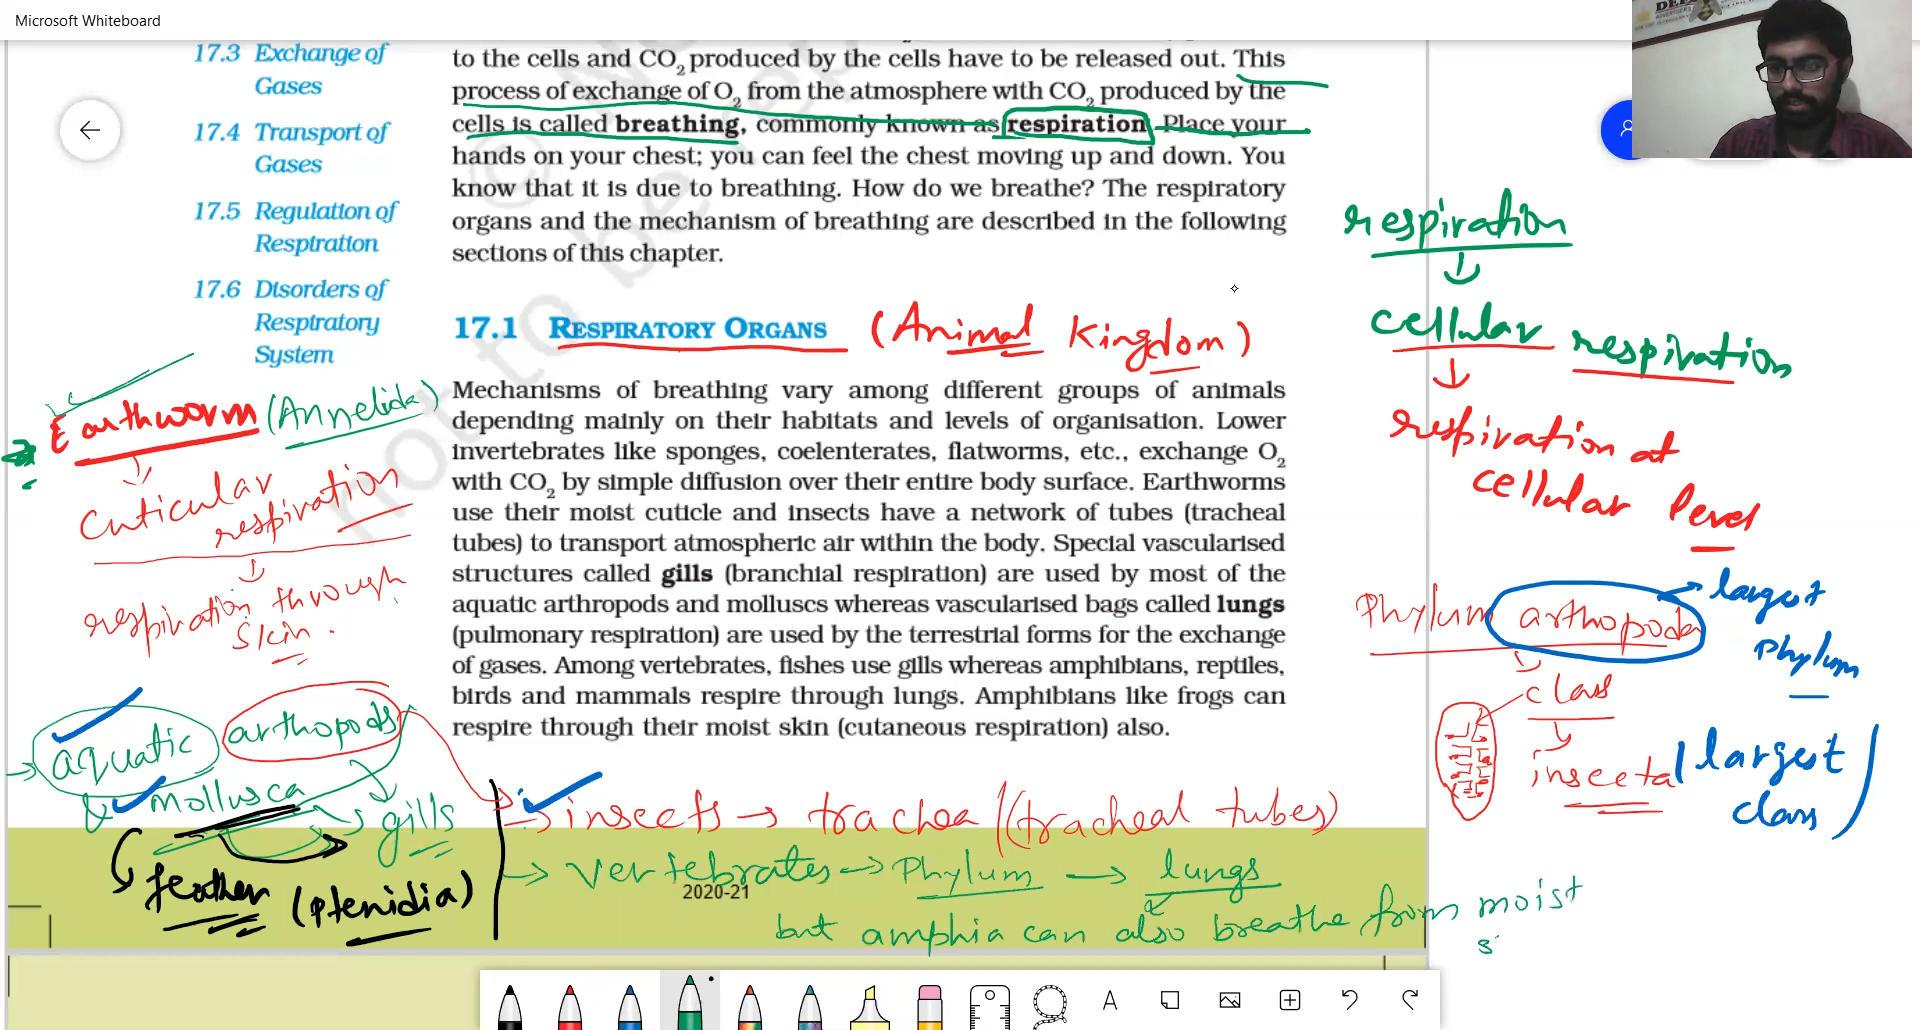 Microsoft Whiteboard
17.3 Exchange of
Gases
17.4 Transport of
Gases
17.5 Regulation of
Respiration
17.6 Disorders of
Respiratory
System
to the cells and CO2 produced by the cells have to be released out. This
process of exchange of O2 from the atmosphere with CO2 produced by the
cells is called breathing, commonly known as respiration. Place your
hands on your chest; you can feel the chest moving up and down. You
know that it is due to breathing. How do we breathe? The respiratory
organs and the mechanism of breathing are described in the following
sections of this chapter.
17.1 RESPIRATORY ORGANS (Animal Kingdom)
Mechanisms of breathing vary among different groups of animals
depending mainly on their habitats and levels of organisation. Lower
invertebrates like sponges, coelenterates, flatworms, etc., exchange O2
with CO2 by simple diffusion over their entire body surface. Earthworms
use their moist cuticle and insects have a network of tubes (tracheal
tubes) to transport atmospheric air within the body. Special vascularised
structures called gills (branchial respiration) are used by most of the
aquatic arthropods and molluscs whereas vascularised bags called lungs
(pulmonary respiration) are used by the terrestrial forms for the exchange
of gases. Among vertebrates, fishes use gills whereas amphibians, reptiles,
birds and mammals respire through lungs. Amphibians like frogs can
respire through their moist skin (cutaneous respiration) also.
Earthworm (Annelida)
Cuticular
respiration
respiration through
skin.
aquatic arthopods
& mollusca
gills
feather (Ptenidia)
insects → trachea (tracheal tubes)
vertebrates → Phylum → lungs
but amphia can also breathe from moist
s
2020-21
respiration
cellular respiration
respiration at
cellular level
Phylum arthopoda
largest
phylum
class
insecta (largest
class)
not to be